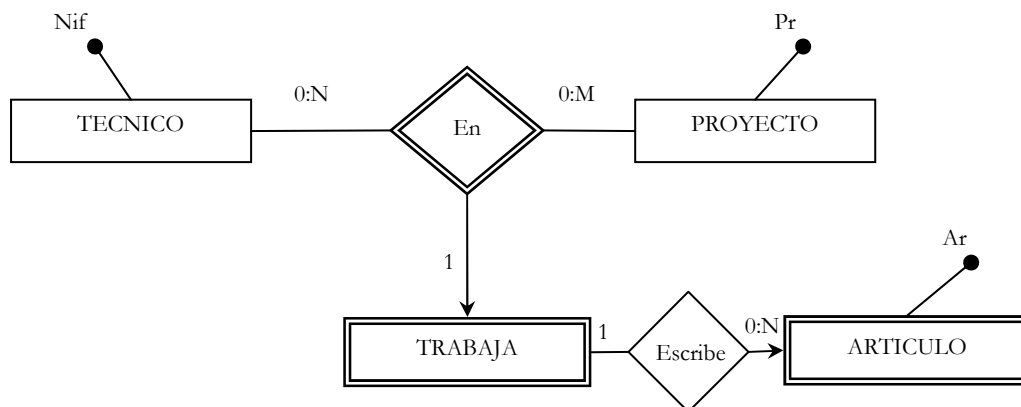 Nif
Pr
0:N
0:M
TECNICO
En
PROYECTO
Ar
1
1
0:N
TRABAJA
Escribe
ARTICULO